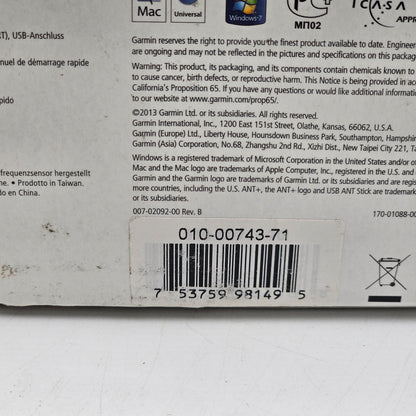 Mac
Universal
Windows 7
МП02
ICASA
APPR
RT), USB-Anschluss
nuel de démarrage rapide
pido
frequenzsensor hergestellt
ne. • Prodotto in Taiwan.
do en China.
Garmin reserves the right to provide you the finest product available to date. Engineer
are ongoing and may not be reflected in the pictures and specifications on this packag
Warning: This product, its packaging, and its components contain chemicals known to
to cause cancer, birth defects, or reproductive harm. This Notice is being provided in ac
California's Proposition 65. If you have any questions or would like additional information
to our website at www.garmin.com/prop65/.
©2013 Garmin Ltd. or its subsidiaries. All rights reserved.
Garmin International, Inc., 1200 East 151st Street, Olathe, Kansas, 66062, U.S.A.
Garmin (Europe) Ltd., Liberty House, Hounsdown Business Park, Southampton, Hampshire
Garmin (Asia) Corporation, No.68, Zhangshu 2nd Rd., Xizhi Dist., New Taipei City 221, Ta
Windows is a registered trademark of Microsoft Corporation in the United States and/or o
Mac and the Mac logo are trademarks of Apple Computer, Inc., registered in the U.S. and
Garmin and the Garmin logo are trademarks of Garmin Ltd. or its subsidiaries and are regist
more countries, including the U.S. ANT+, the ANT+ logo and USB ANT Stick are trademark
or its subsidiaries.
007-02092-00 Rev. B
170-01088-00
010-00743-71
7 53759 98149 5